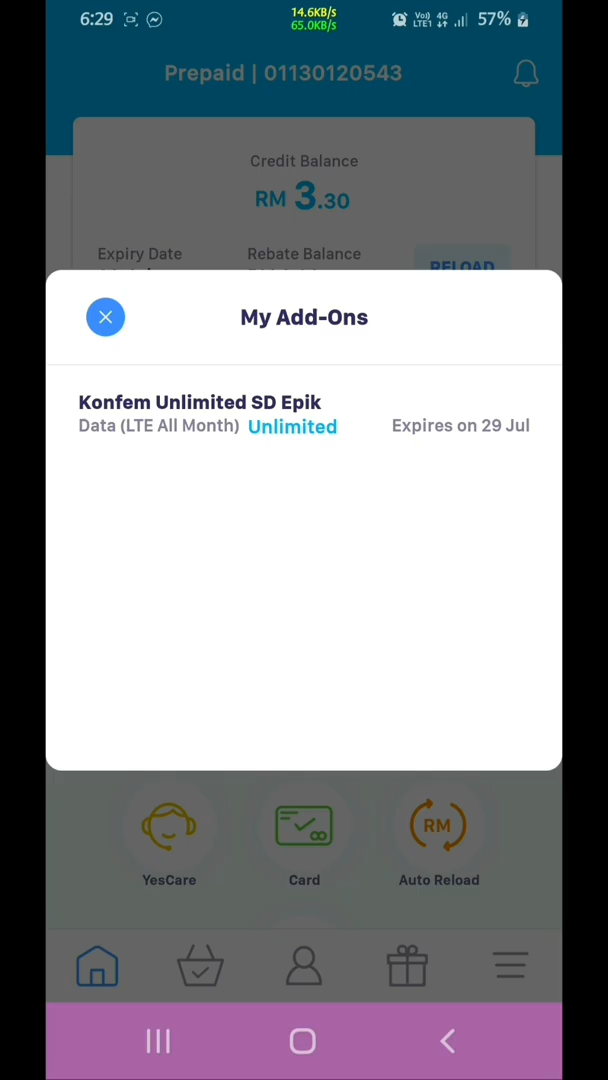 6:29 14.6KB/s 65.0KB/s Vo)) LTE1 4G 57%
Prepaid | 01130120543
Credit Balance
RM 3.30
Expiry Date Rebate Balance RELOAD
My Add-Ons
Konfem Unlimited SD Epik
Data (LTE All Month) Unlimited Expires on 29 Jul
RM
YesCare Card Auto Reload